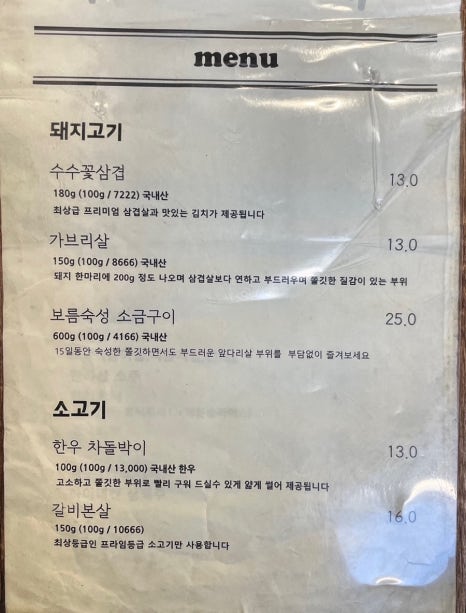 menu
돼지고기
수수꽃삼겹 13.0
180g (100g / 7222) 국내산
최상급 프리미엄 삼겹살과 맛있는 김치가 제공됩니다
가브리살 13.0
150g (100g / 8666) 국내산
돼지 한마리에 200g 정도 나오며 삼겹살보다 연하고 부드러우며 쫄깃한 질감이 있는 부위
보름숙성 소금구이 25.0
600g (100g / 4166) 국내산
15일동안 숙성한 쫄깃하면서도 부드러운 앞다리살 부위를 부담없이 즐겨보세요
소고기
한우 차돌박이 13.0
100g (100g / 13,000) 국내산 한우
고소하고 쫄깃한 부위로 빨리 구워 드실수 있게 얇게 썰어 제공됩니다
갈비본살 16.0
150g (100g / 10666)
최상등급인 프라임등급 소고기만 사용합니다